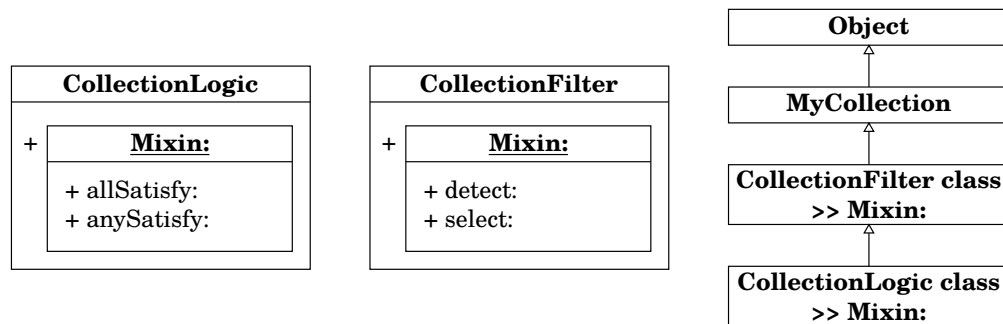 CollectionLogic
+ Mixin:
+ allSatisfy:
+ anySatisfy:
CollectionFilter
+ Mixin:
+ detect:
+ select:
Object
MyCollection
CollectionFilter class
>> Mixin:
CollectionLogic class
>> Mixin: